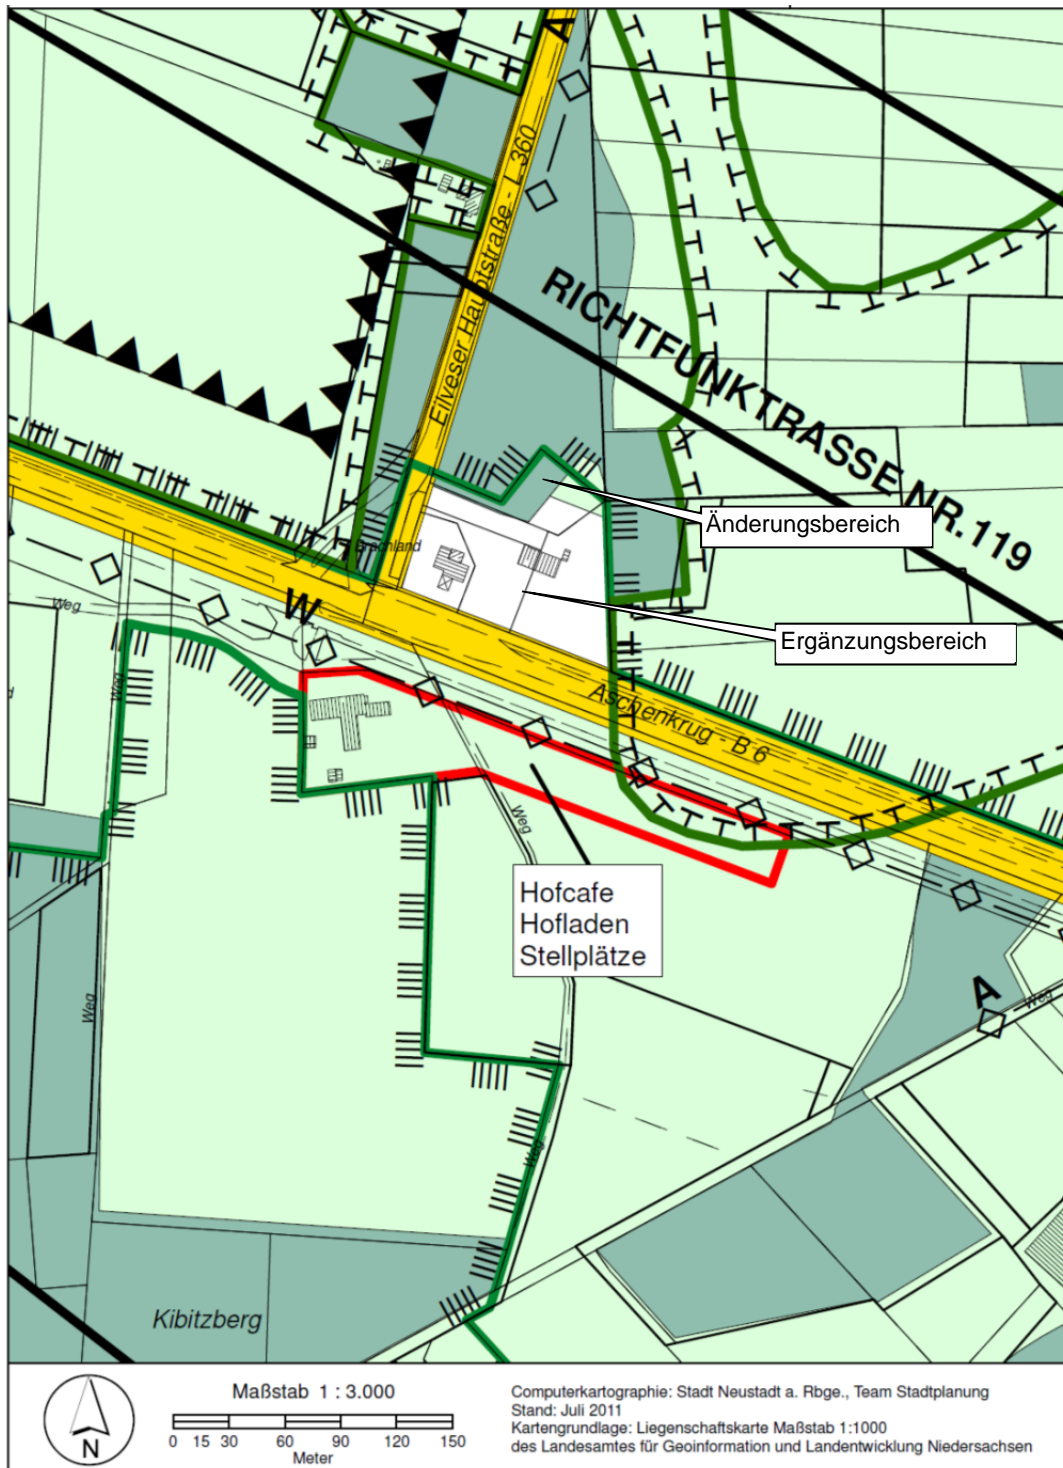 A
Eilveser Hauptstraße - L 360
RICHTFUNKTRASSE NR.119
Änderungsbereich
Brachland
Ergänzungsbereich
Weg
W
Weg
Aschenkrug - B 6
Weg
Hofcafe
Hofladen
Stellplätze
A
Weg
Weg
Weg
Kibitzberg
N
Maßstab 1 : 3.000
0 15 30 60 90 120 150
Meter
Computerkartographie: Stadt Neustadt a. Rbge., Team Stadtplanung
Stand: Juli 2011
Kartengrundlage: Liegenschaftskarte Maßstab 1:1000
des Landesamtes für Geoinformation und Landentwicklung Niedersachsen